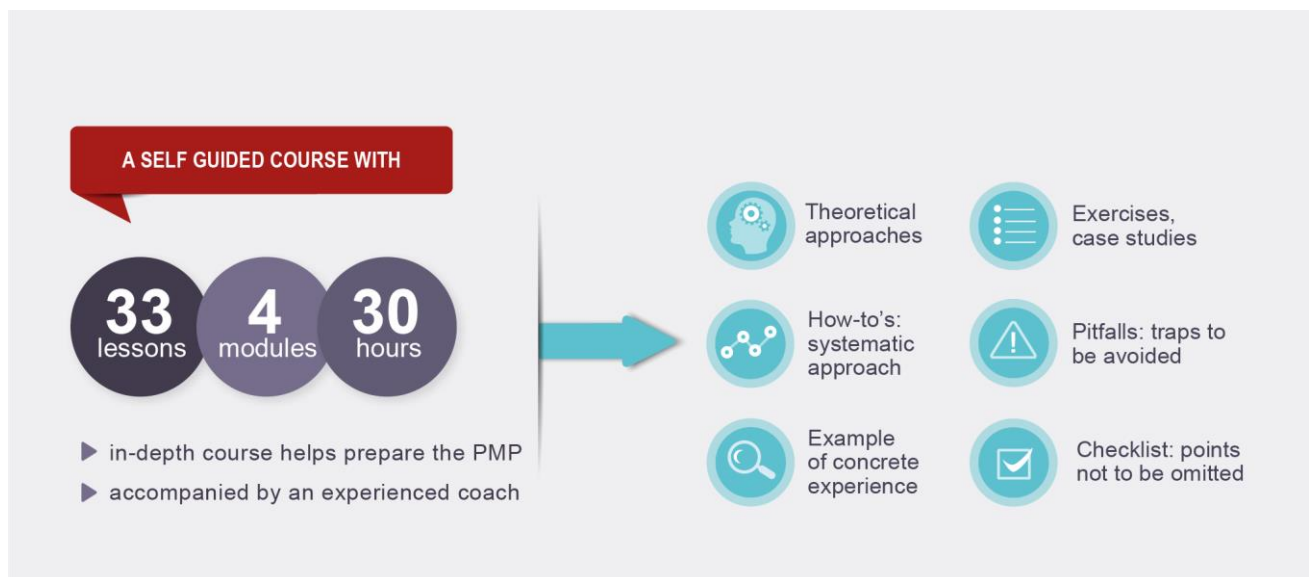 A SELF GUIDED COURSE WITH
33
lessons
4
modules
30
hours
in-depth course helps prepare the PMP
accompanied by an experienced coach
Theoretical
approaches
How-to's:
systematic
approach
Example
of concrete
experience
Exercises,
case studies
Pitfalls: traps to
be avoided
Checklist: points
not to be omitted